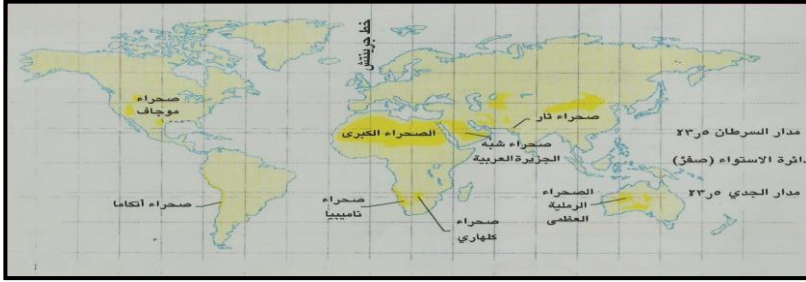 خط جرينتش
صحراء
موجاف
الصحراء الكبرى
صحراء شبه
الجزيرة العربية
صحراء ثار
مدار السرطان ٢٣٫٥
دائرة الاستواء (صفر)
مدار الجدي ٢٣٫٥
صحراء أتكاما
صحراء
ناميبيا
صحراء
كلهاري
الصحراء
الرملية
العظمى